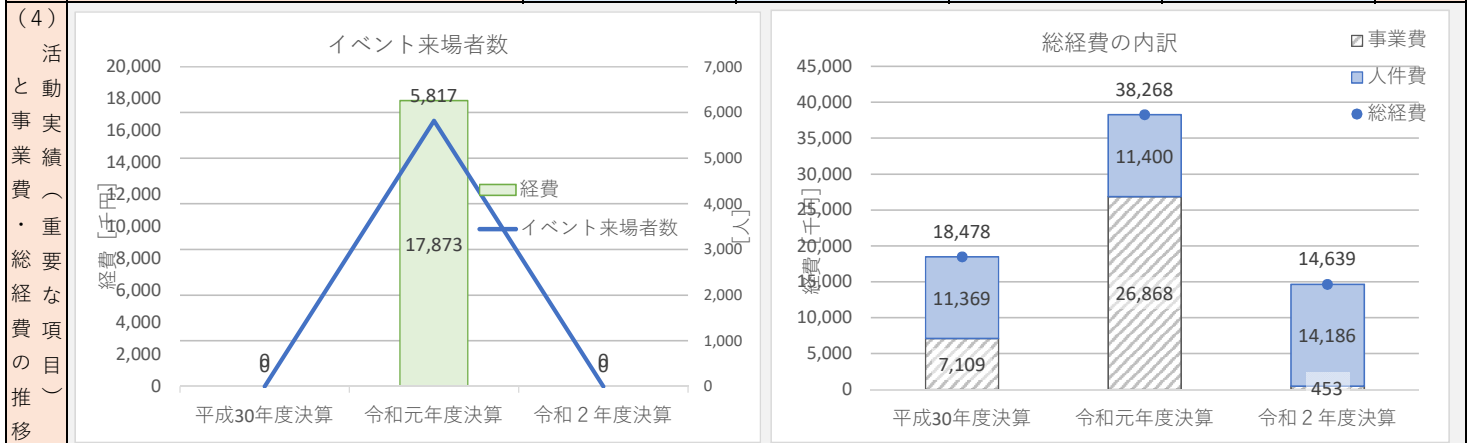 (４)
活動実績（重要な項目）
と事業費・総経費の推移
イベント来場者数
20,000
18,000
16,000
14,000
12,000
10,000
8,000
6,000
4,000
2,000
0
経費［千円］
7,000
6,000
5,000
4,000
3,000
2,000
1,000
0
［人］
5,817
17,873
0
0
0
0
経費
イベント来場者数
平成30年度決算
令和元年度決算
令和２年度決算
総経費の内訳
事業費
人件費
総経費
45,000
40,000
35,000
30,000
25,000
20,000
15,000
10,000
5,000
0
経費［千円］
18,478
11,369
7,109
38,268
11,400
26,868
14,639
14,186
453
平成30年度決算
令和元年度決算
令和２年度決算